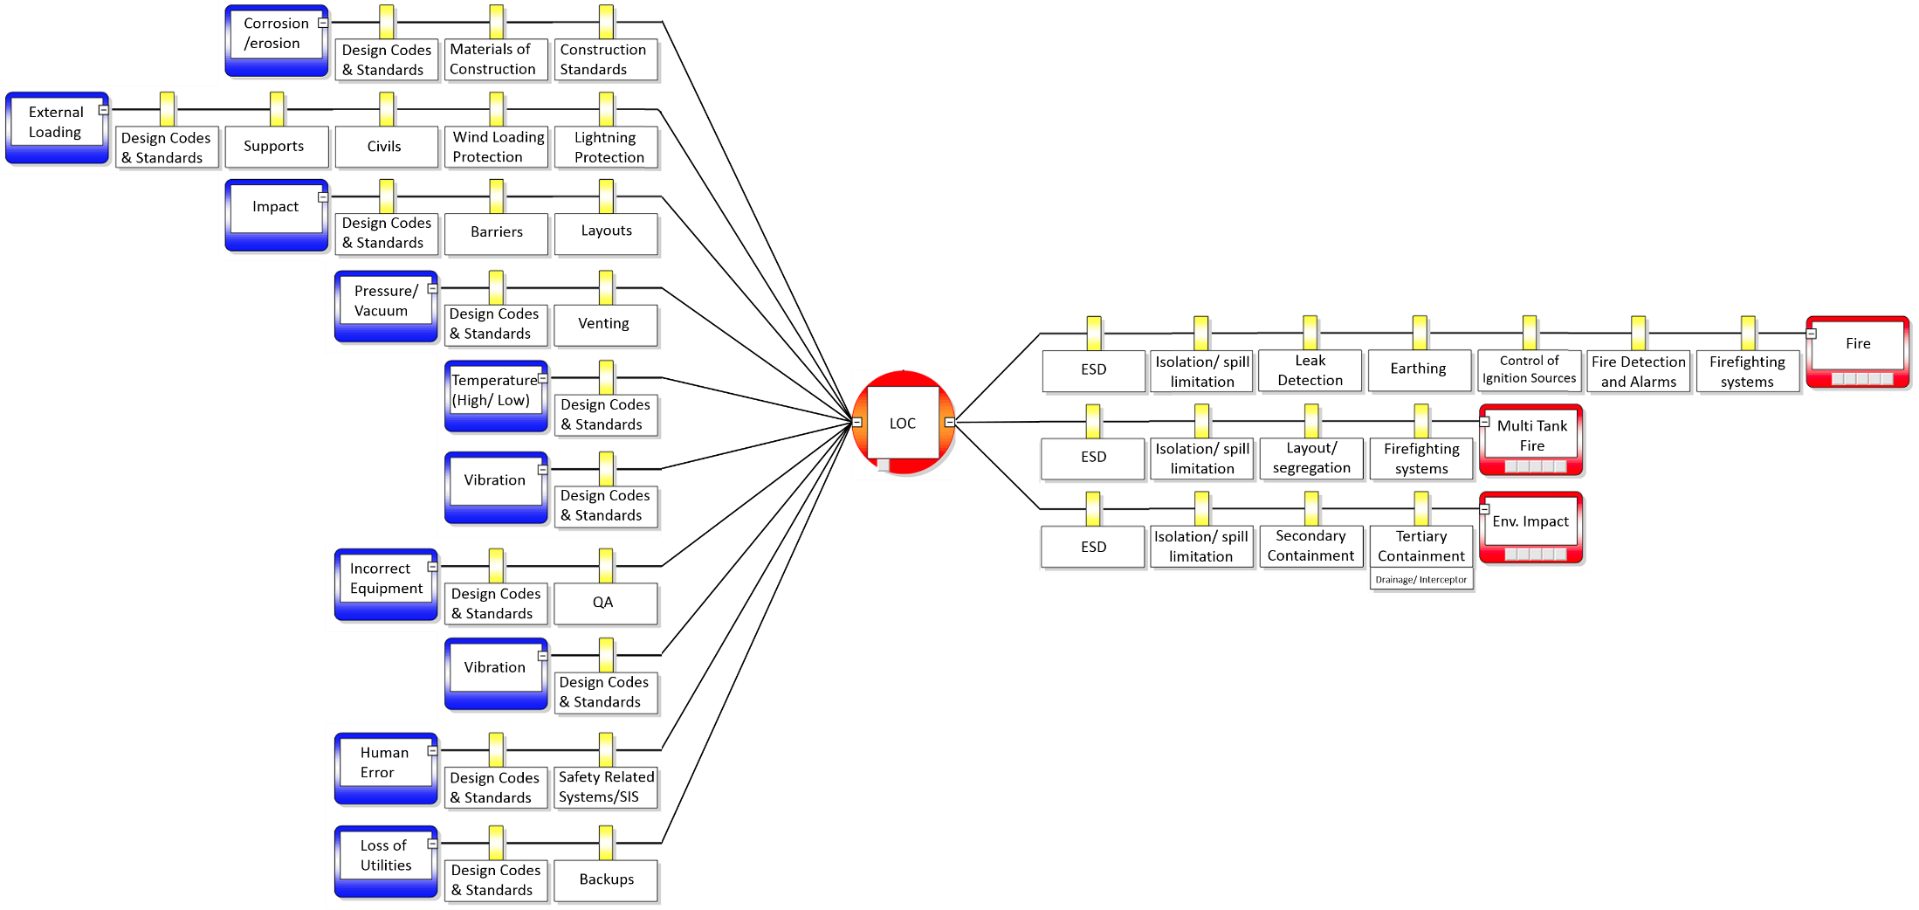 Corrosion
/erosion
Design Codes
& Standards
Materials of
Construction
Construction
Standards
External
Loading
Design Codes
& Standards
Supports
Civils
Wind Loading
Protection
Lightning
Protection
Impact
Design Codes
& Standards
Barriers
Layouts
Pressure/
Vacuum
Design Codes
& Standards
Venting
Temperature
(High/ Low)
Design Codes
& Standards
Vibration
Design Codes
& Standards
Incorrect
Equipment
Design Codes
& Standards
QA
Vibration
Design Codes
& Standards
Human
Error
Design Codes
& Standards
Safety Related
Systems/SIS
Loss of
Utilities
Design Codes
& Standards
Backups
LOC
ESD
Isolation/ spill
limitation
Leak
Detection
Earthing
Control of
Ignition Sources
Fire Detection
and Alarms
Firefighting
systems
Fire
ESD
Isolation/ spill
limitation
Layout/
segregation
Firefighting
systems
Multi Tank
Fire
ESD
Isolation/ spill
limitation
Secondary
Containment
Tertiary
Containment
Drainage/ Interceptor
Env. Impact